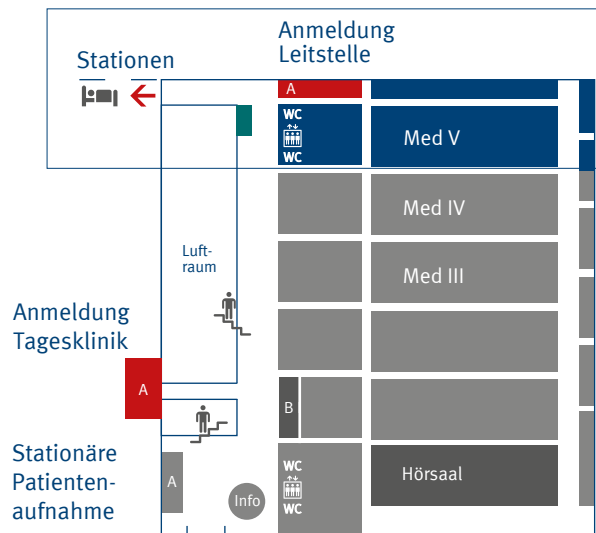 Anmeldung
Leitstelle
Stationen
A
WC
WC
Med V
Med IV
Luft-
raum
Med III
Anmeldung
Tagesklinik
A
B
Stationäre
Patienten-
aufnahme
A
Info
WC
WC
Hörsaal